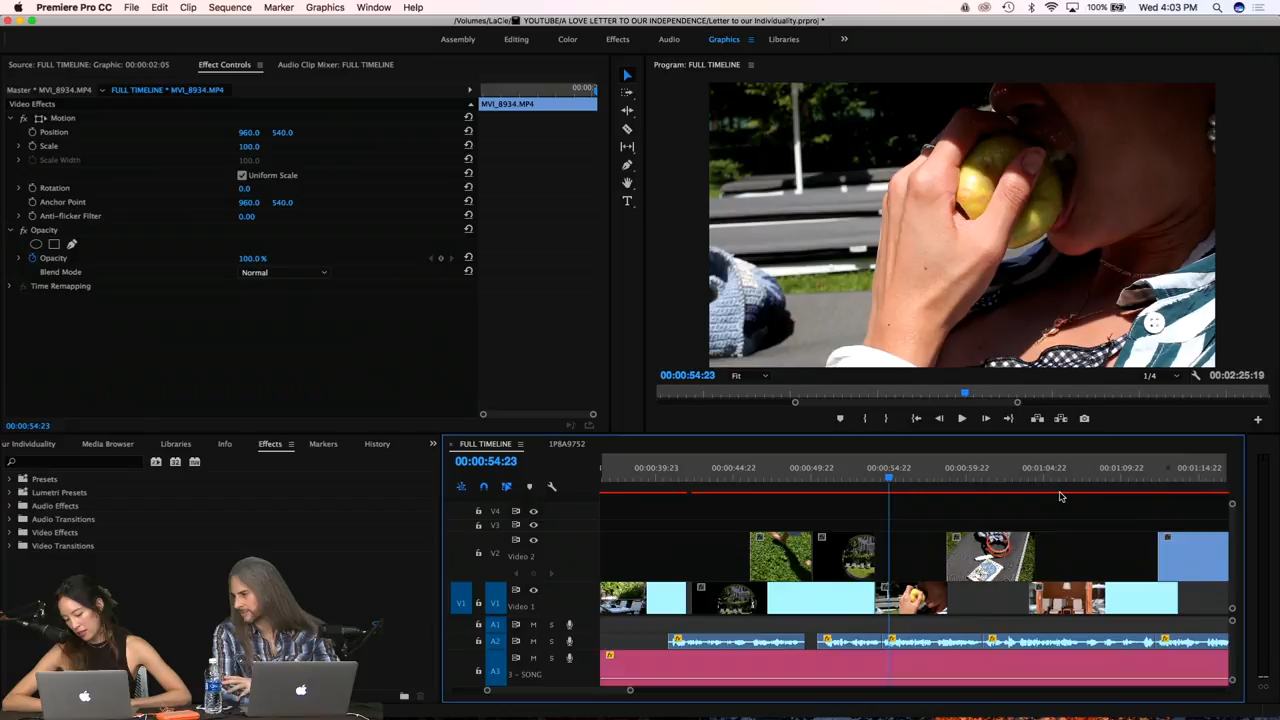 Premiere Pro CC File Edit Clip Sequence Marker Graphics Window Help 100% Wed 4:03 PM
/Volumes/LaCie/ YOUTUBE/A LOVE LETTER TO OUR INDEPENDENCE/Letter to our Individuality.prproj *
Assembly Editing Color Effects Audio Graphics Libraries
Source: FULL TIMELINE: Graphic: 00:00:02:05 Effect Controls Audio Clip Mixer: FULL TIMELINE Program: FULL TIMELINE
Master * MVI_8934.MP4 FULL TIMELINE * MVI_8934.MP4 00:00:
Video Effects MVI_8934.MP4
fx Motion
Position 960.0 540.0
Scale 100.0
Scale Width 100.0
Uniform Scale
Rotation 0.0
Anchor Point 960.0 540.0
Anti-flicker Filter 0.00
fx Opacity
Opacity 100.0 %
Blend Mode Normal
fx Time Remapping
00:00:54:23 Fit 1/4 00:02:25:19
00:00:54:23
ur Individuality Media Browser Libraries Info Effects Markers History FULL TIMELINE 1P8A9752
00:00:54:23 00:00:39:23 00:00:44:22 00:00:49:22 00:00:54:22 00:00:59:22 00:01:04:22 00:01:09:22 00:01:14:22
Presets
Lumetri Presets
Audio Effects
Audio Transitions
Video Effects
Video Transitions
V4
V3
V2 Video 2
V1 V1 Video 1
A1 M S
A2 M S
A3 M S
3 - SONG